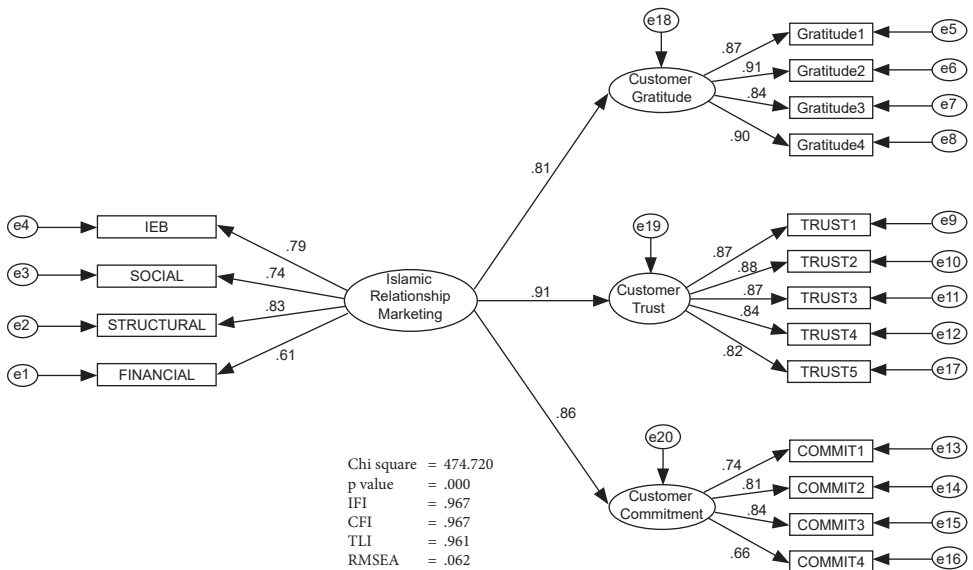 e18
e5
Gratitude1
.87
e6
Gratitude2
.91
Customer
Gratitude
e7
Gratitude3
.84
e8
Gratitude4
.90
.81
e4
IEB
.79
e3
SOCIAL
.74
e2
STRUCTURAL
.83
e1
FINANCIAL
.61
Islamic
Relationship
Marketing
.91
e19
Customer
Trust
.87
TRUST1
e9
.88
TRUST2
e10
.87
TRUST3
e11
.84
TRUST4
e12
.82
TRUST5
e17
.86
e20
Customer
Commitment
.74
COMMIT1
e13
.81
COMMIT2
e14
.84
COMMIT3
e15
.66
COMMIT4
e16
Chi square = 474.720
p value = .000
IFI = .967
CFI = .967
TLI = .961
RMSEA = .062